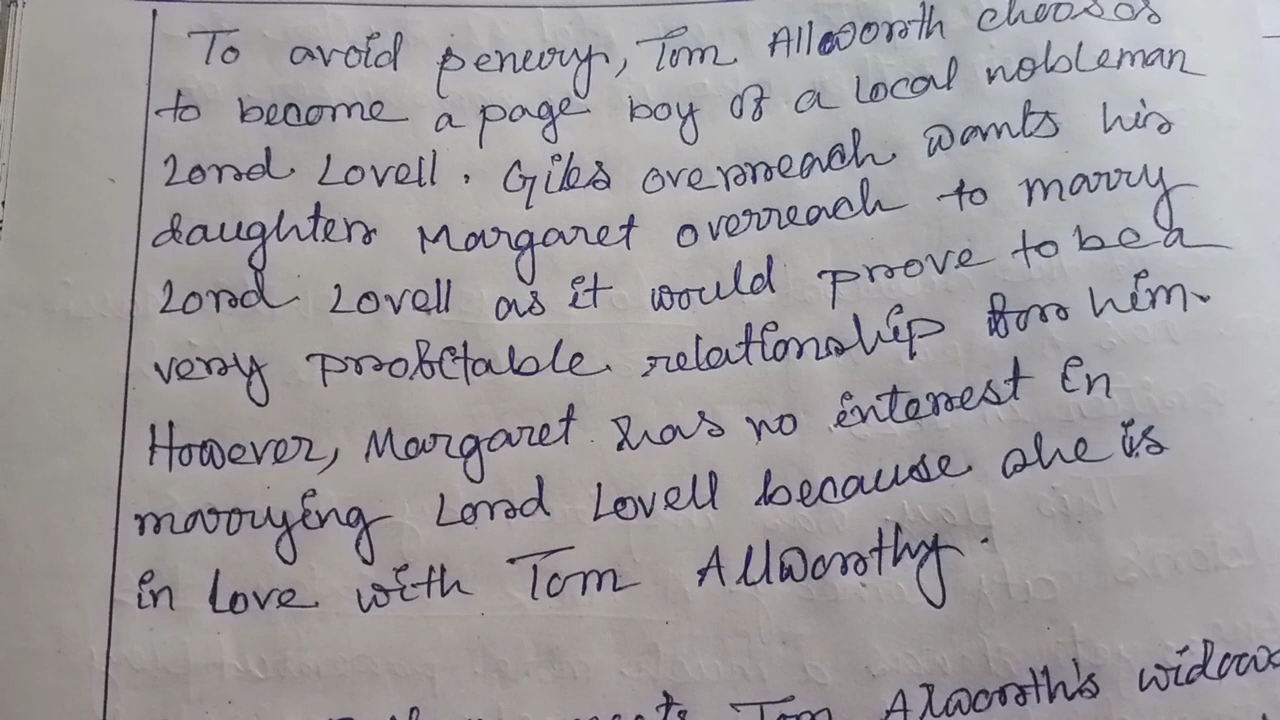 To avoid penury, Tom Allworth chooses
to become a page boy of a local nobleman
Lord Lovell. Giles overreach wants his
daughter Margaret overreach to marry
Lord Lovell as it would prove to be a
very profitable relationship for him.
However, Margaret has no interest in
marrying Lord Lovell because she is
in love with Tom Allworthy.
Tom Alworth's widows